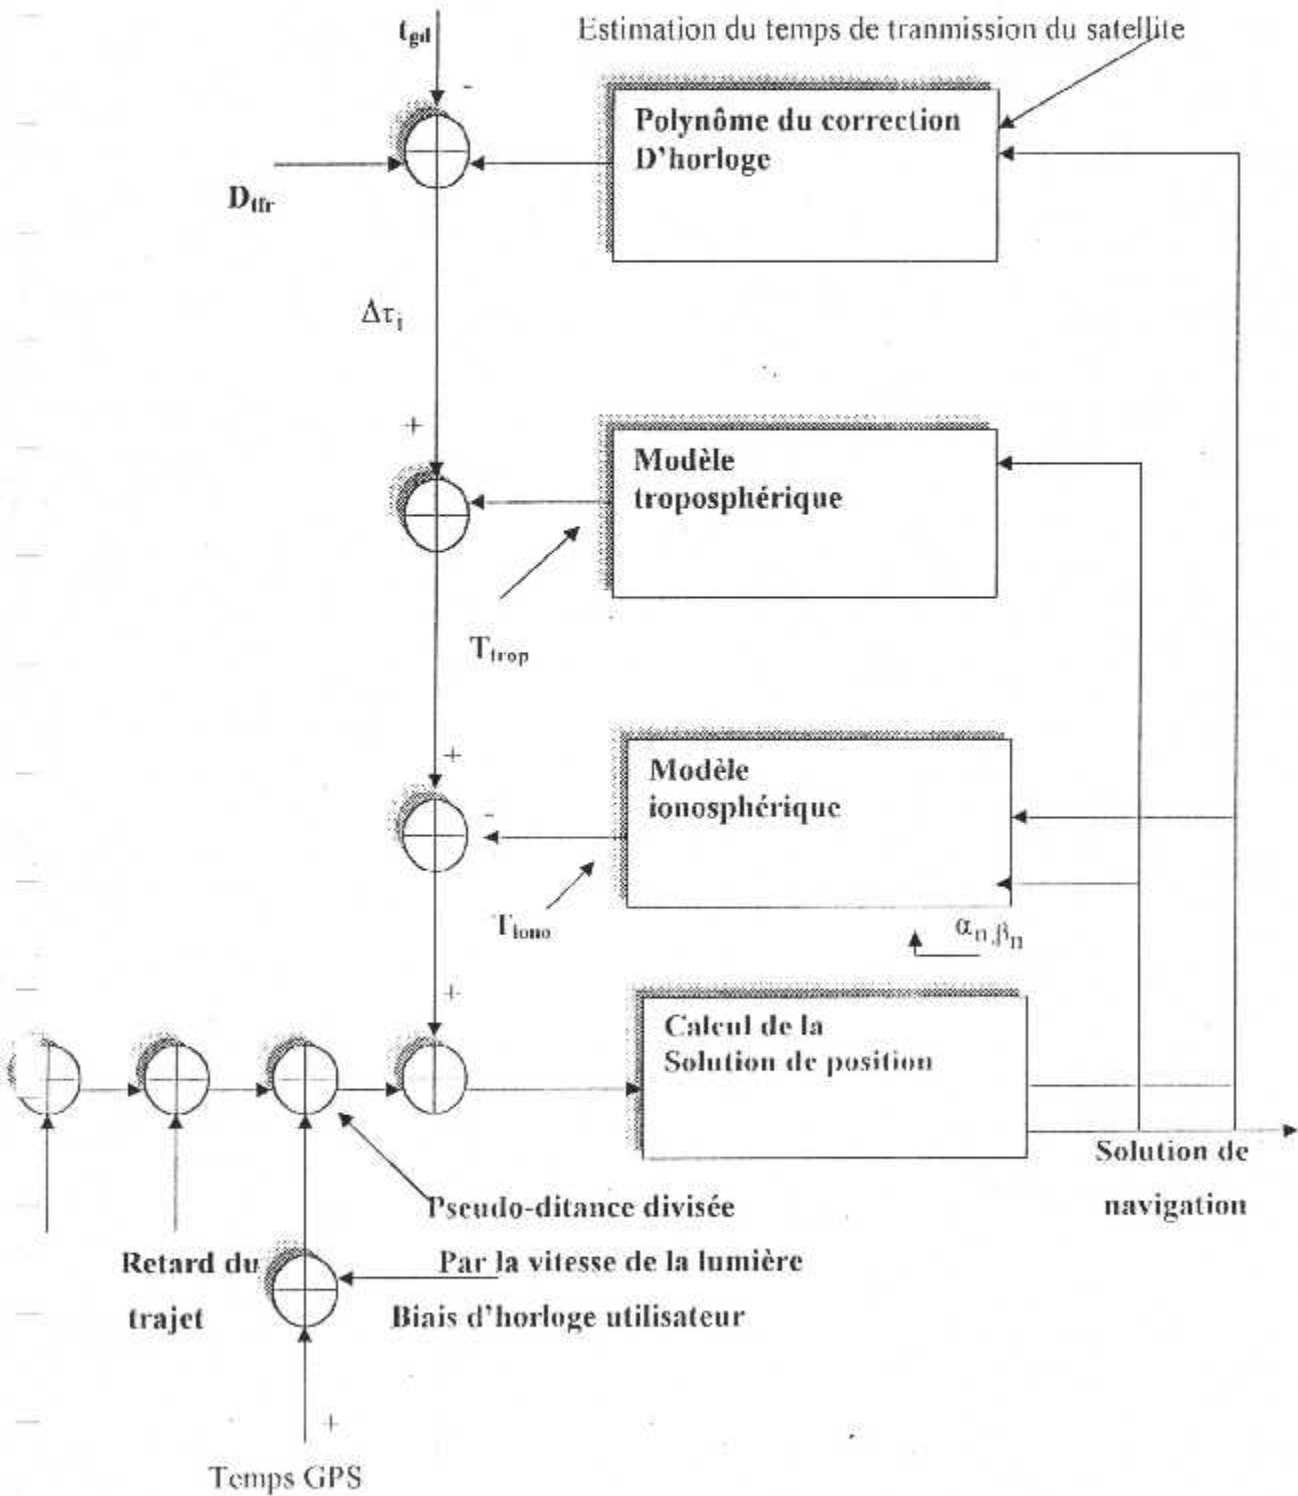 t_gd
-
Estimation du temps de tranmission du satellite
Polynôme du correction
D'horloge
D_tfr
Δτ_i
+
Modèle
troposphérique
T_trop
+
Modèle
ionosphérique
-
T_iono
α_n,β_n
+
Calcul de la
Solution de position
Solution de
navigation
Pseudo-ditance divisée
Retard du
Par la vitesse de la lumière
trajet
Biais d'horloge utilisateur
+
Temps GPS